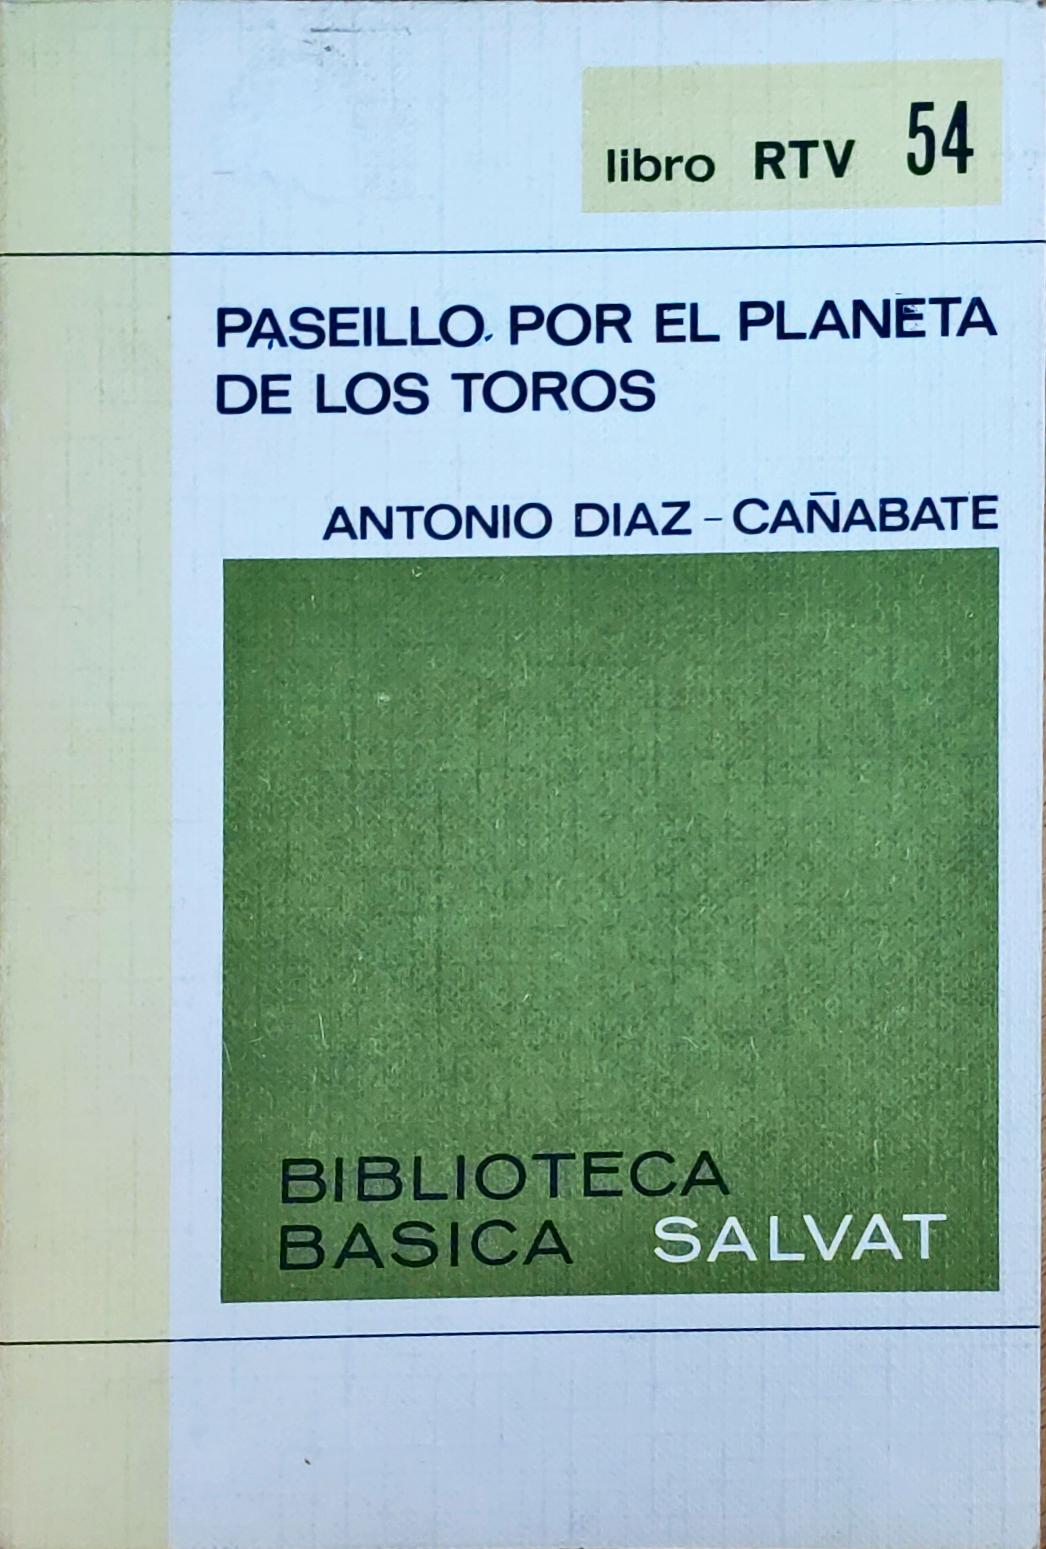 libro RTV 54
PASEILLO POR EL PLANETA
DE LOS TOROS
ANTONIO DIAZ-CAÑABATE
BIBLIOTECA
BASICA SALVAT